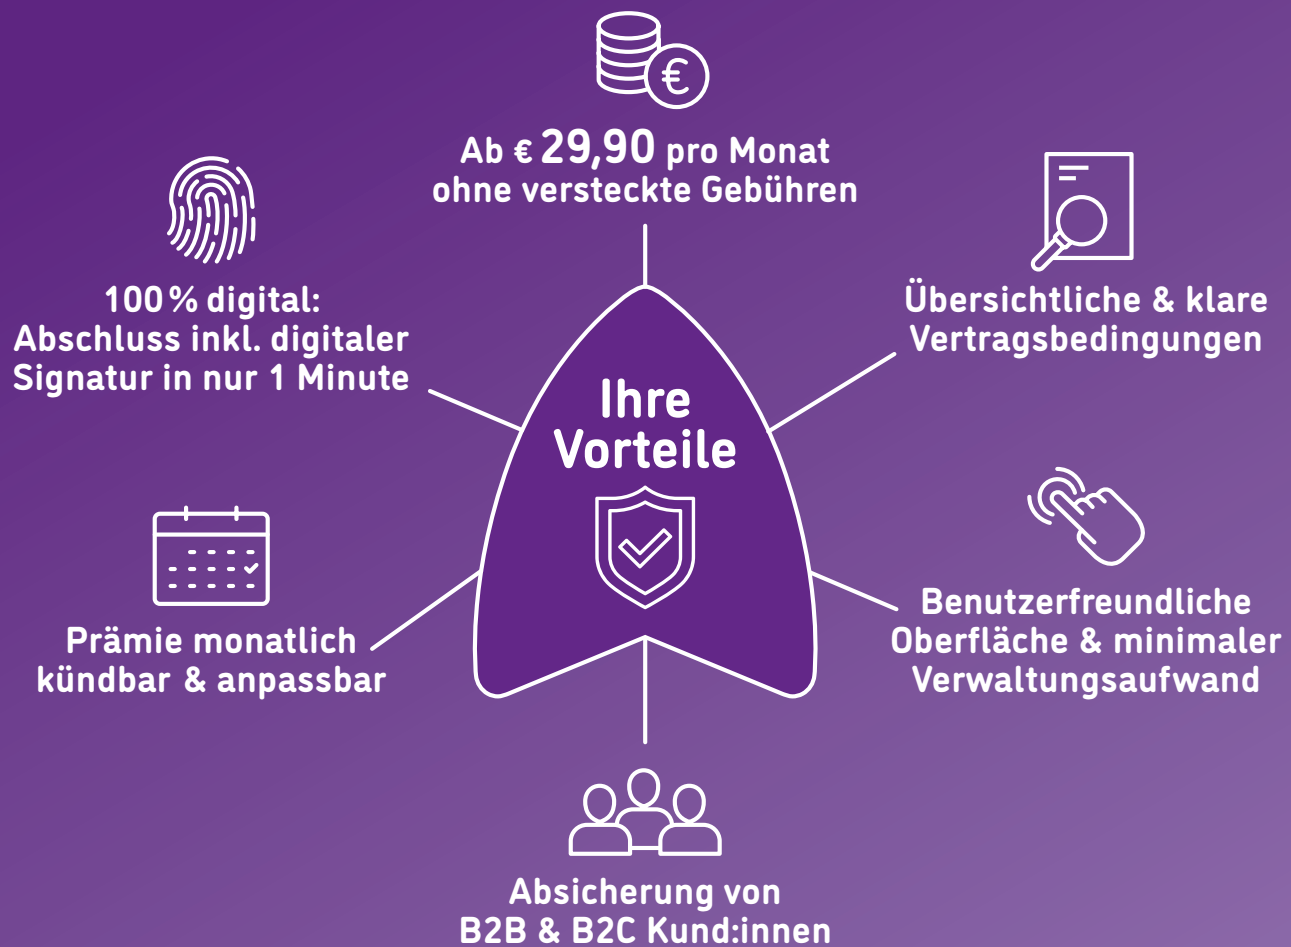 €
Ab € 29,90 pro Monat
ohne versteckte Gebühren
100 % digital:
Abschluss inkl. digitaler
Signatur in nur 1 Minute
Übersichtliche & klare
Vertragsbedingungen
Ihre
Vorteile
Prämie monatlich
kündbar & anpassbar
Benutzerfreundliche
Oberfläche & minimaler
Verwaltungsaufwand
Absicherung von
B2B & B2C Kund:innen